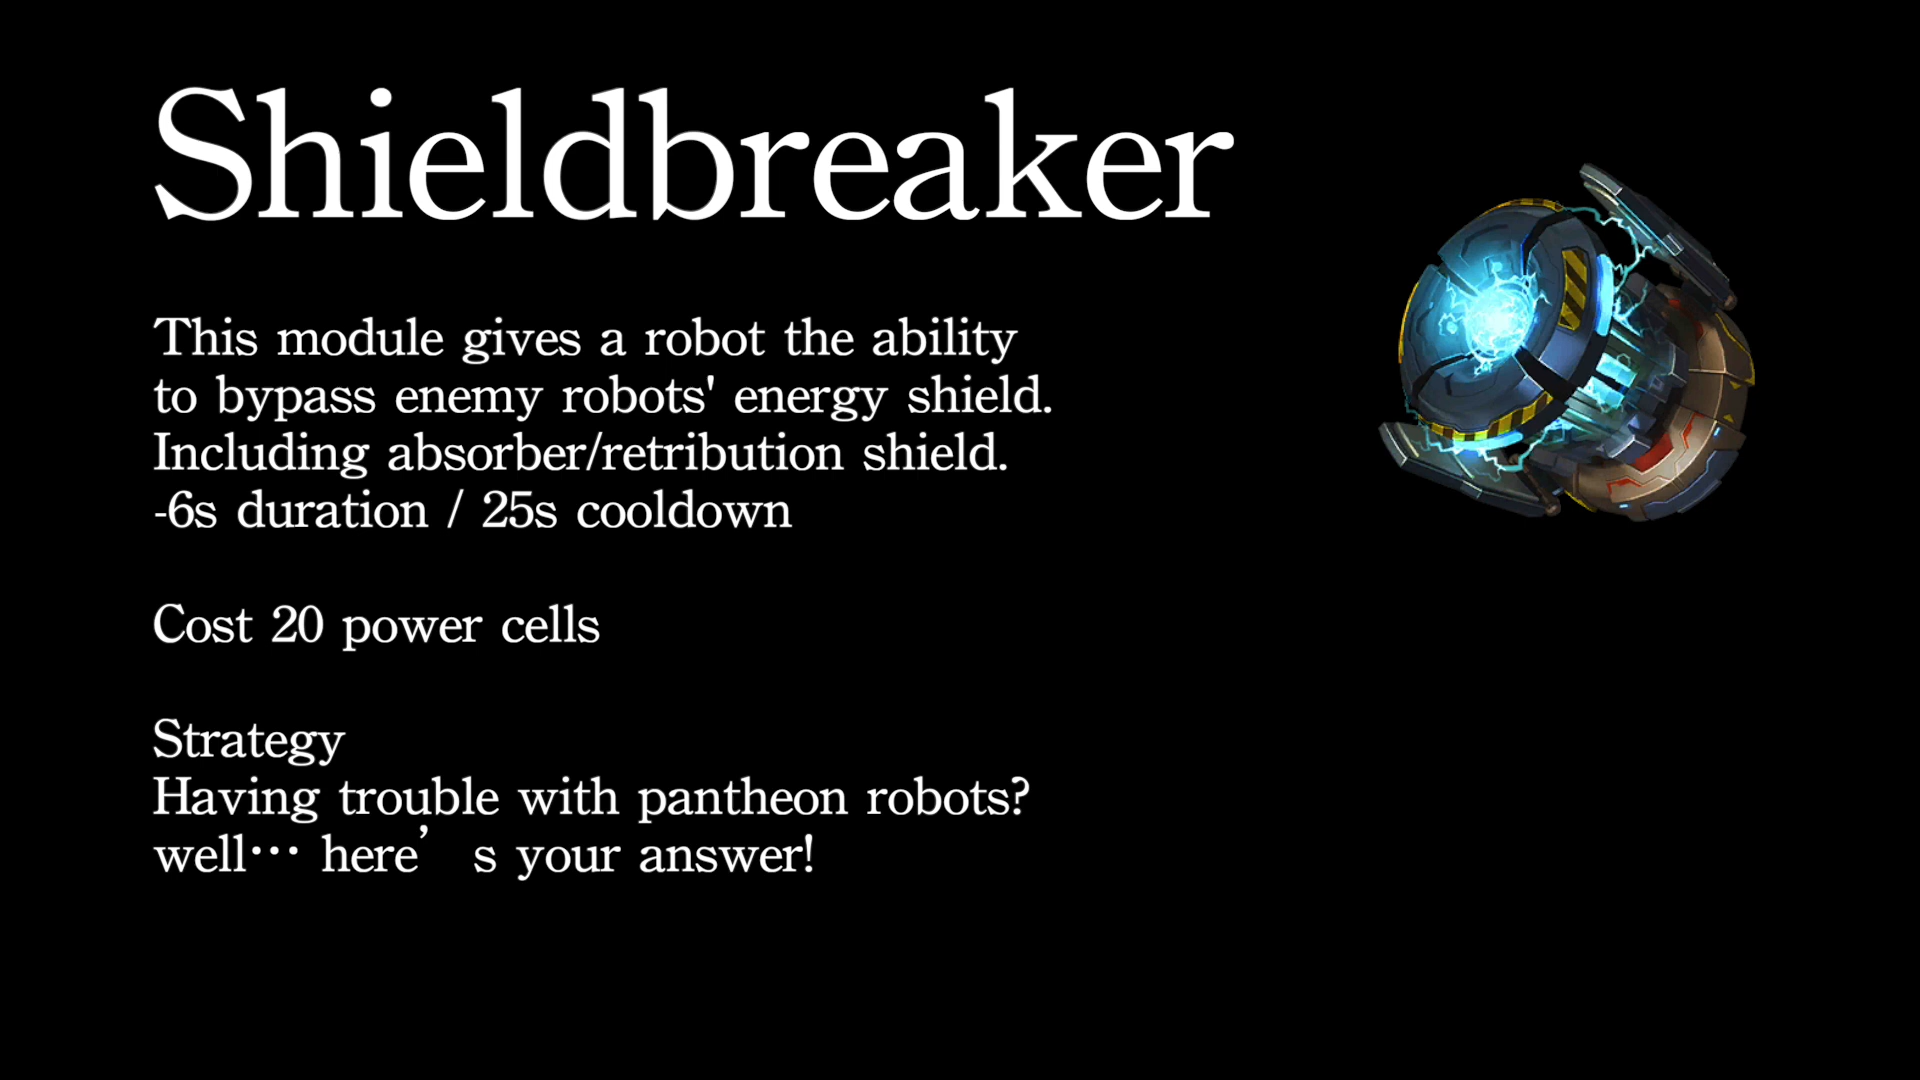 Shieldbreaker
This module gives a robot the ability
to bypass enemy robots' energy shield.
Including absorber/retribution shield.
-6s duration / 25s cooldown
Cost 20 power cells
Strategy
Having trouble with pantheon robots?
well… here’s your answer!